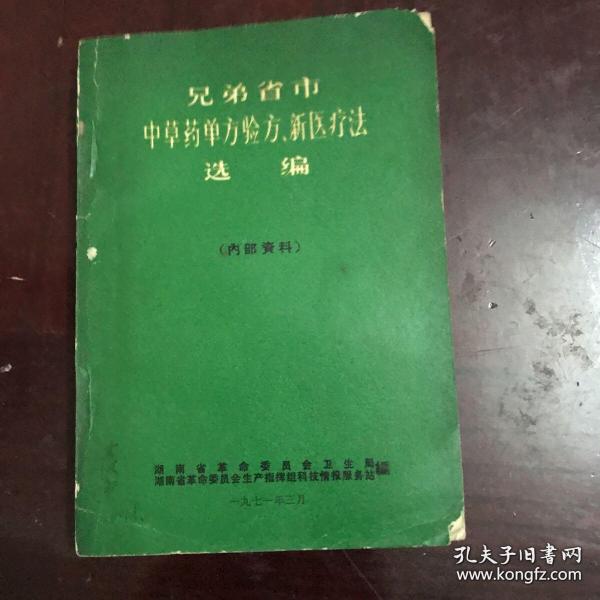 兄弟省市
中草药单方验方、新医疗法
选编
(内部資料)
湖南省革命委员会卫生局
湖南省革命委员会生产指挥组科技情报服务站
编
一九七一年三月
孔夫子旧书网
www.kongfz.com